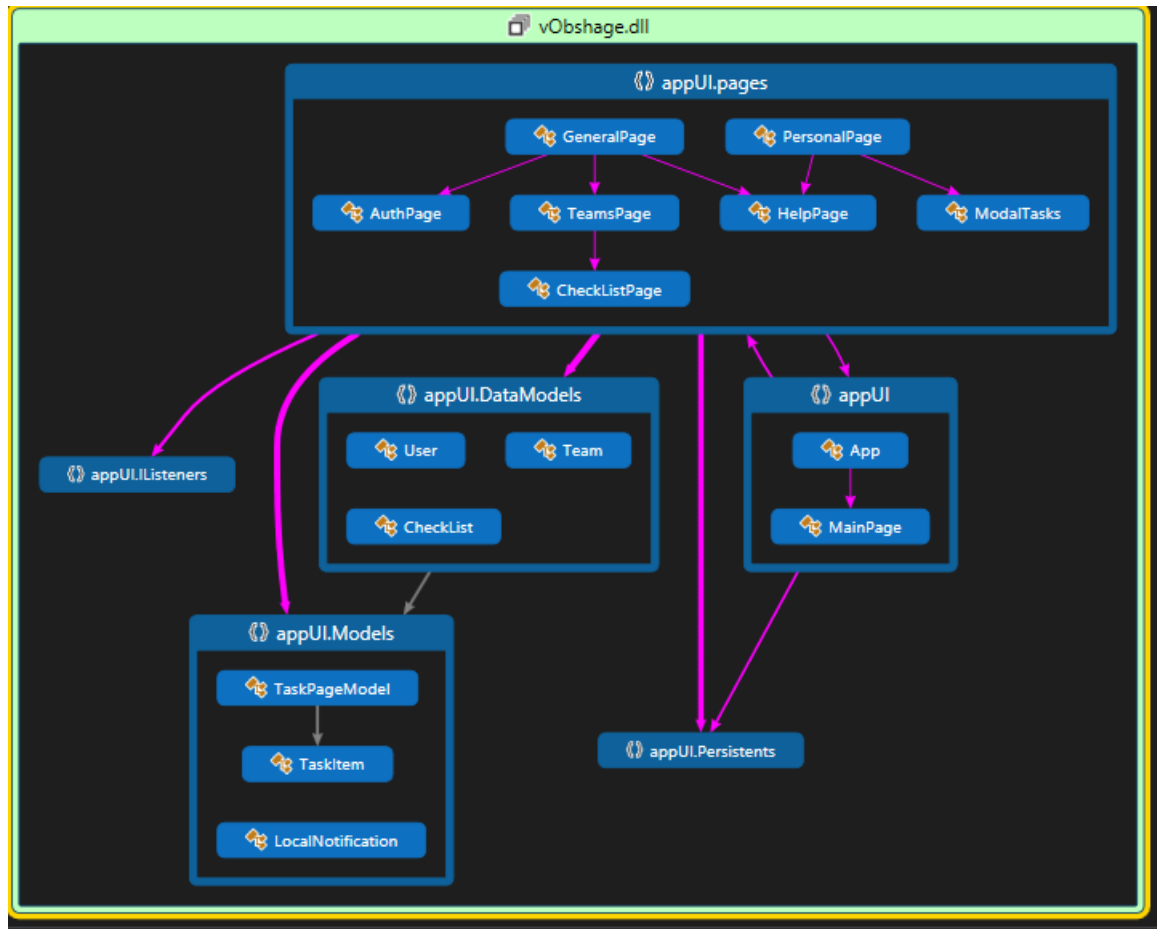 vObshage.dll
appUI.pages
GeneralPage
PersonalPage
AuthPage
TeamsPage
HelpPage
ModalTasks
CheckListPage
appUI.DataModels
User
Team
CheckList
appUI
App
MainPage
appUI.IListeners
appUI.Models
TaskPageModel
TaskItem
LocalNotification
appUI.Persistents